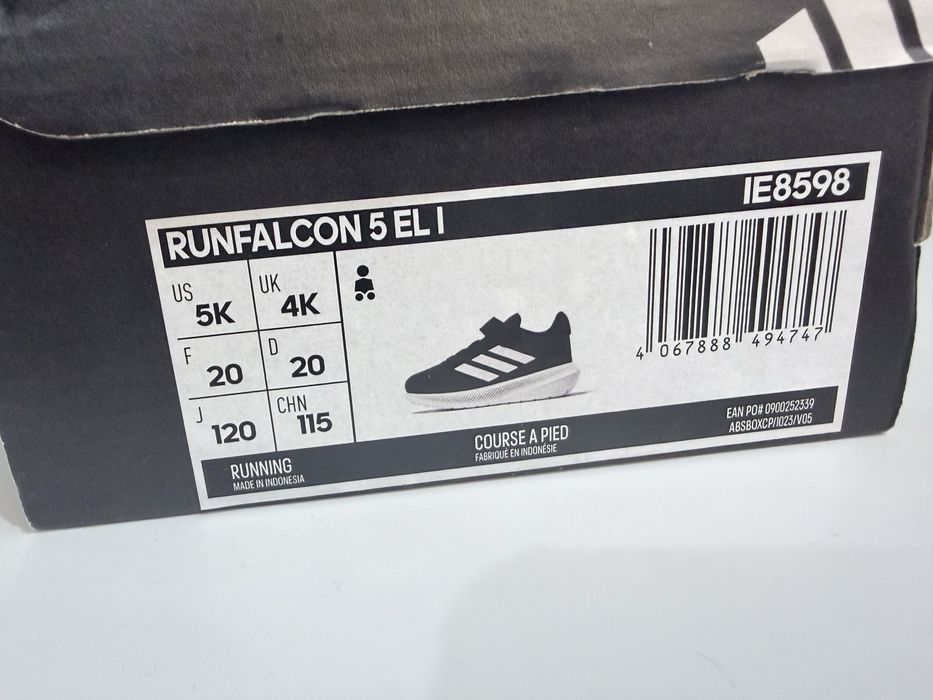 RUNFALCON 5 EL I
IE8598
US 5K
UK 4K
F 20
D 20
J 120
CHN 115
4 067888 494747
RUNNING
MADE IN INDONESIA
COURSE A PIED
FABRIQUÉ EN INDONÉSIE
EAN PO# 0900252339
ABSBOXCP/1023/V05